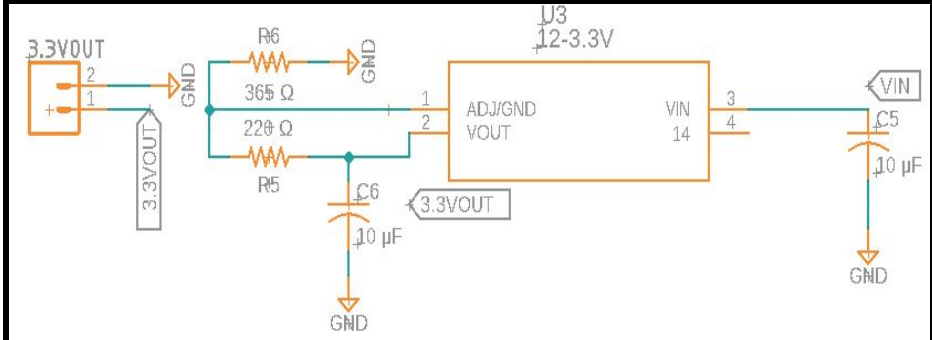 3.3VOUT
2
1
GND
3.3VOUT
R6
365 Ω
GND
220 Ω
R5
C6
10 µF
GND
3.3VOUT
U3
12-3.3V
1
ADJ/GND
2
VOUT
VIN
3
14
4
VIN
C5
10 µF
GND